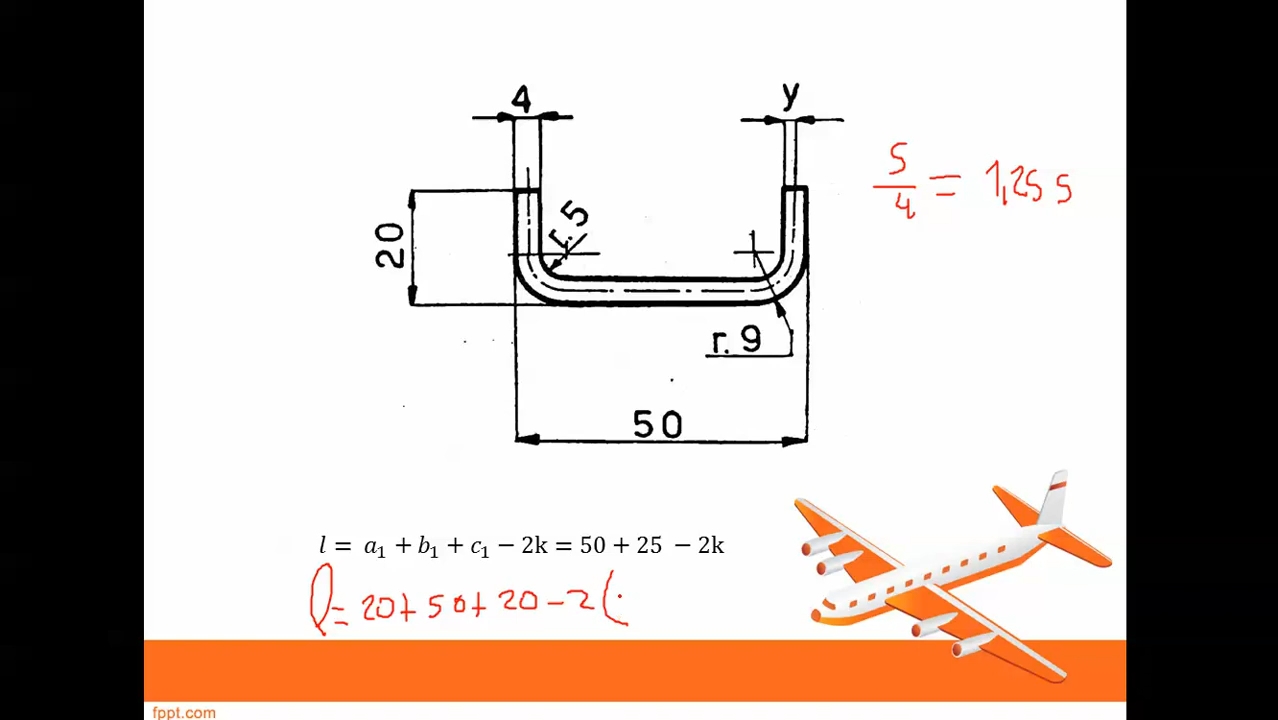 4
y
5/4 = 1,25 s
20
r.5
r.9
50
l = a₁ + b₁ + c₁ − 2k = 50 + 25 − 2k
l = 20 + 50 + 20 − 2 (
fppt.com